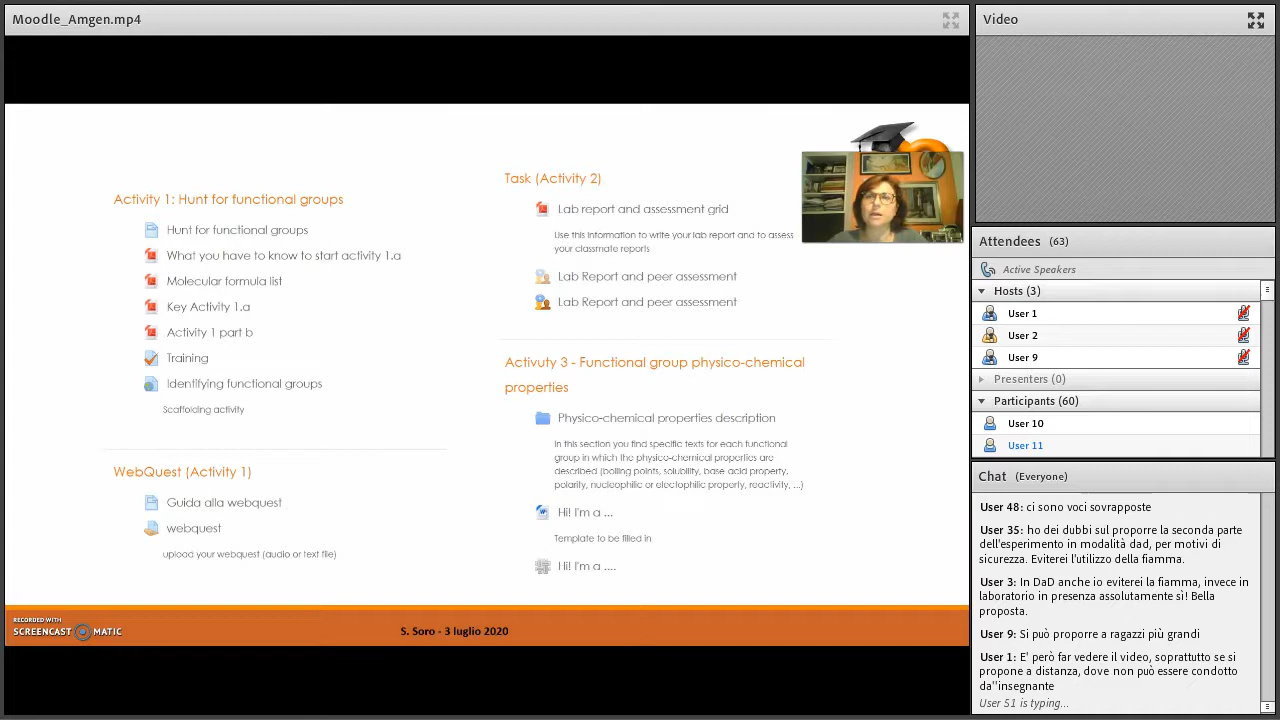 Moodle_Amgen.mp4
Activity 1: Hunt for functional groups
Hunt for functional groups
What you have to know to start activity 1.a
Molecular formula list
Key Activity 1.a
Activity 1 part b
Training
Identifying functional groups
Scaffolding activity
WebQuest (Activity 1)
Guida alla webquest
webquest
upload your webquest (audio or text file)
Task (Activity 2)
Lab report and assessment grid
Use this information to write your lab report and to assess
your classmate reports
Lab Report and peer assessment
Lab Report and peer assessment
Activuty 3 - Functional group physico-chemical
properties
Physico-chemical properties description
In this section you find specific texts for each functional
group in which the physico-chemical properties are
described (boiling points, solubility, base acid property,
polarity, nucleophilic or electophilic property, reactivity, ...)
Hi! I'm a ...
Template to be filled in
Hi! I'm a ....
RECORDED WITH
SCREENCAST MATIC
S. Soro - 3 luglio 2020
Video
Attendees (63)
Active Speakers
Hosts (3)
User 1
User 2
User 9
Presenters (0)
Participants (60)
User 10
User 11
Chat (Everyone)
User 48: ci sono voci sovrapposte
User 35: ho dei dubbi sul proporre la seconda parte
dell'esperimento in modalità dad, per motivi di
sicurezza. Eviterei l'utilizzo della fiamma.
User 3: In DaD anche io eviterei la fiamma, invece in
laboratorio in presenza assolutamente sì! Bella
proposta.
User 9: Si può proporre a ragazzi più grandi
User 1: E' però far vedere il video, soprattutto se si
propone a distanza, dove non può essere condotto
da''insegnante
User 51 is typing...